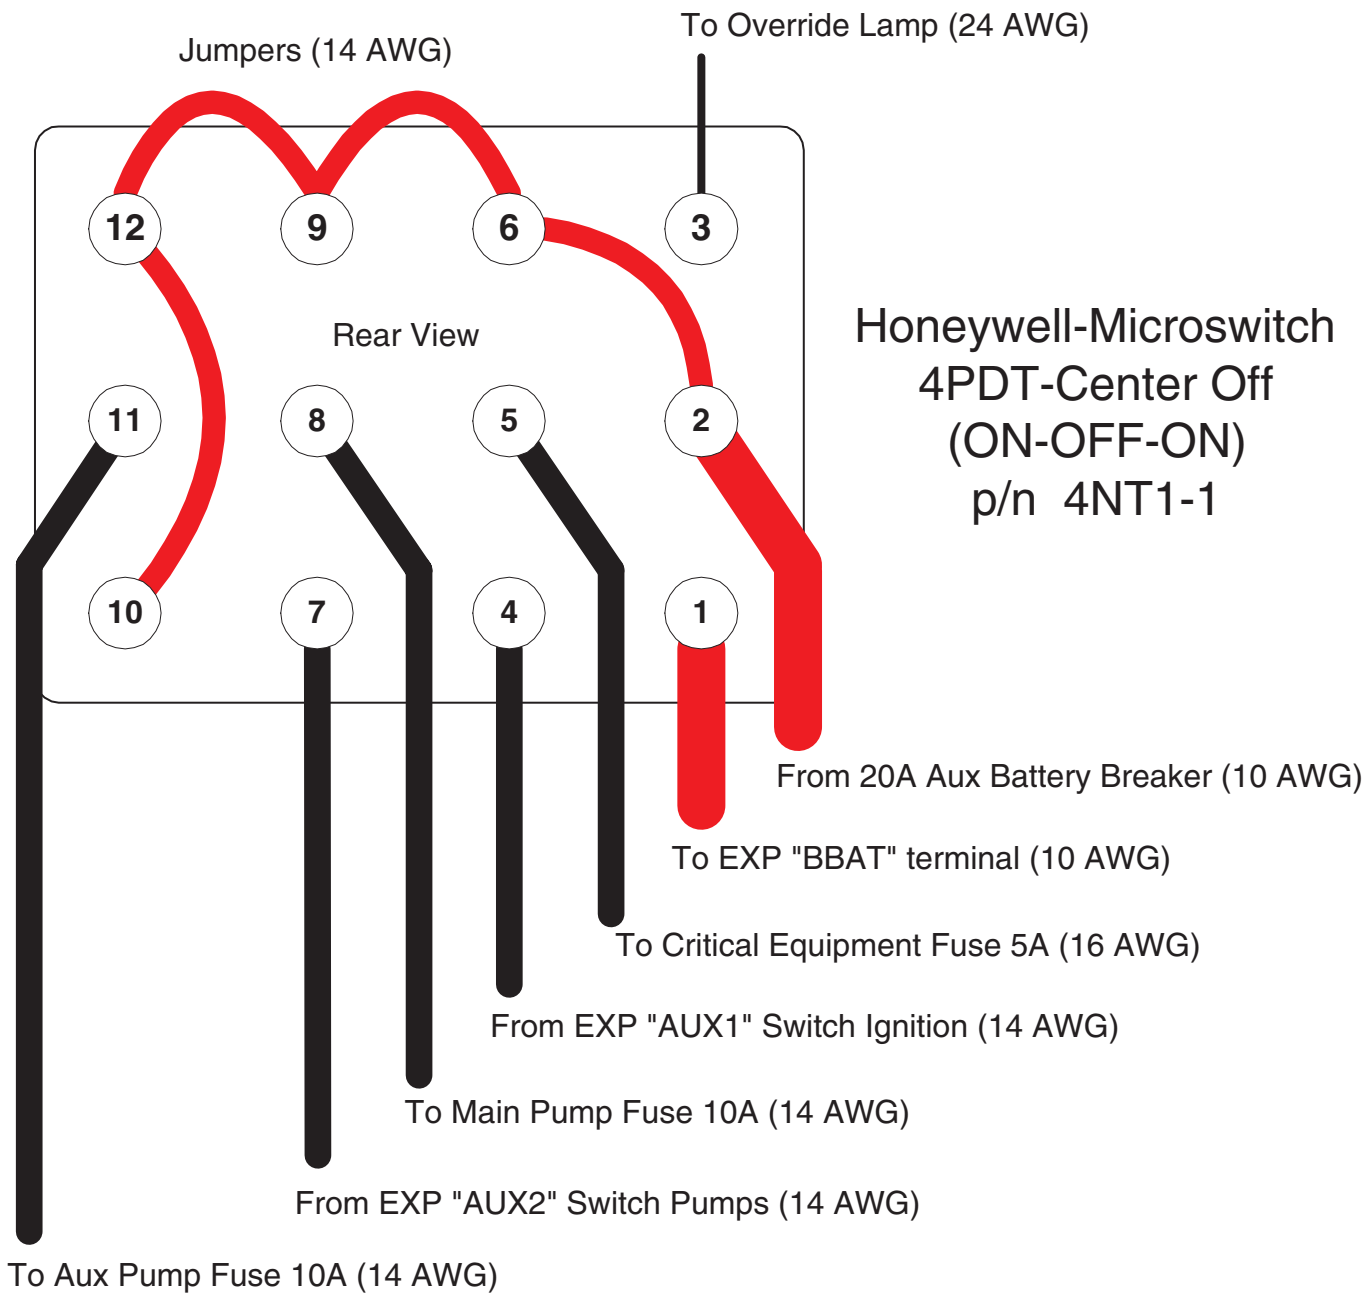 To Override Lamp (24 AWG)
Jumpers (14 AWG)
12
9
6
3
Rear View
Honeywell-Microswitch
4PDT-Center Off
(ON-OFF-ON)
p/n 4NT1-1
11
8
5
2
10
7
4
1
From 20A Aux Battery Breaker (10 AWG)
To EXP "BBAT" terminal (10 AWG)
To Critical Equipment Fuse 5A (16 AWG)
From EXP "AUX1" Switch Ignition (14 AWG)
To Main Pump Fuse 10A (14 AWG)
From EXP "AUX2" Switch Pumps (14 AWG)
To Aux Pump Fuse 10A (14 AWG)